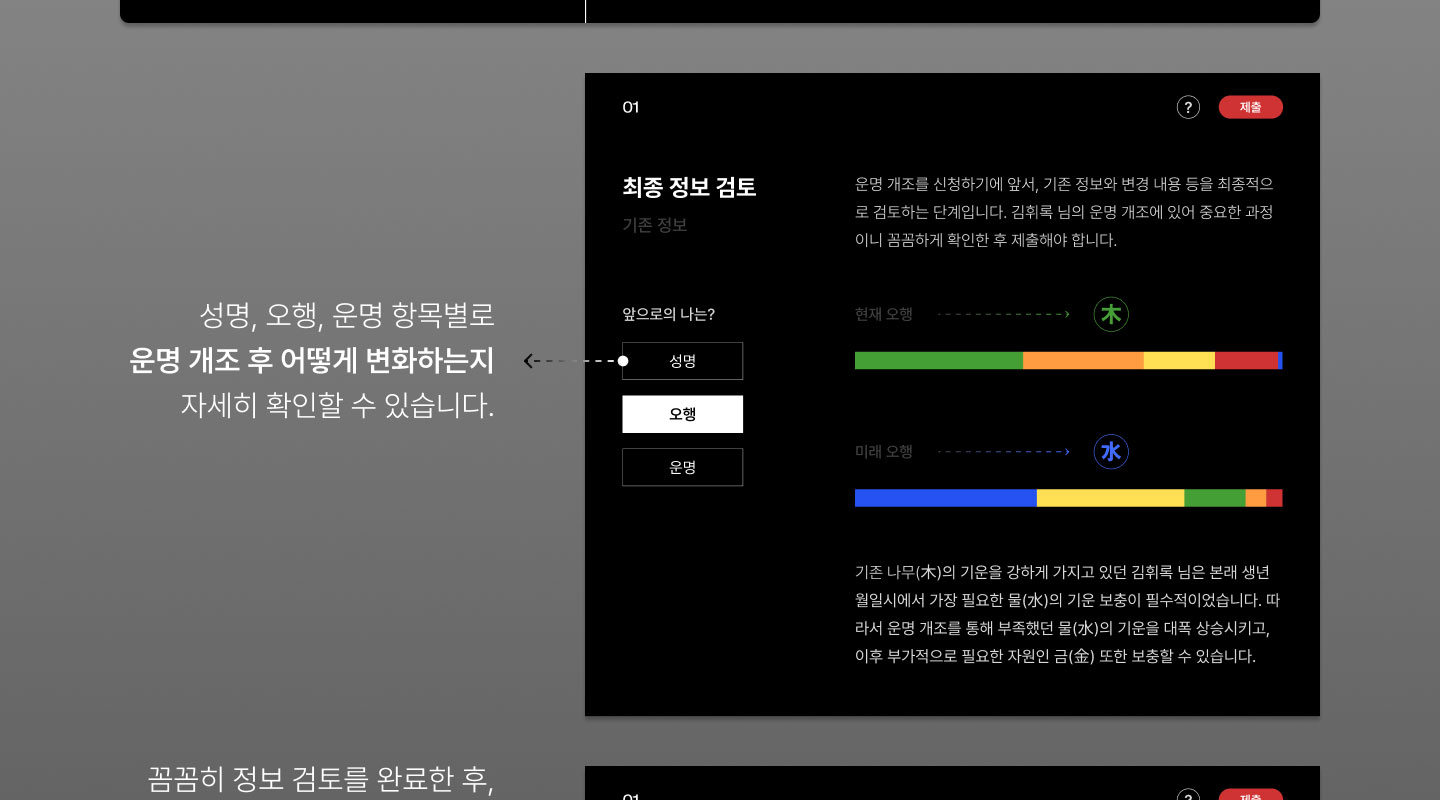 01
?
제출
최종 정보 검토
기존 정보
운명 개조를 신청하기에 앞서, 기존 정보와 변경 내용 등을 최종적으
로 검토하는 단계입니다. 김휘록 님의 운명 개조에 있어 중요한 과정
이니 꼼꼼하게 확인한 후 제출해야 합니다.
성명, 오행, 운명 항목별로
운명 개조 후 어떻게 변화하는지
자세히 확인할 수 있습니다.
앞으로의 나는?
성명
오행
운명
현재 오행
木
미래 오행
水
기존 나무(木)의 기운을 강하게 가지고 있던 김휘록 님은 본래 생년
월일시에서 가장 필요한 물(水)의 기운 보충이 필수적이었습니다. 따
라서 운명 개조를 통해 부족했던 물(水)의 기운을 대폭 상승시키고,
이후 부가적으로 필요한 자원인 금(金) 또한 보충할 수 있습니다.
꼼꼼히 정보 검토를 완료한 후,
01
?
제출